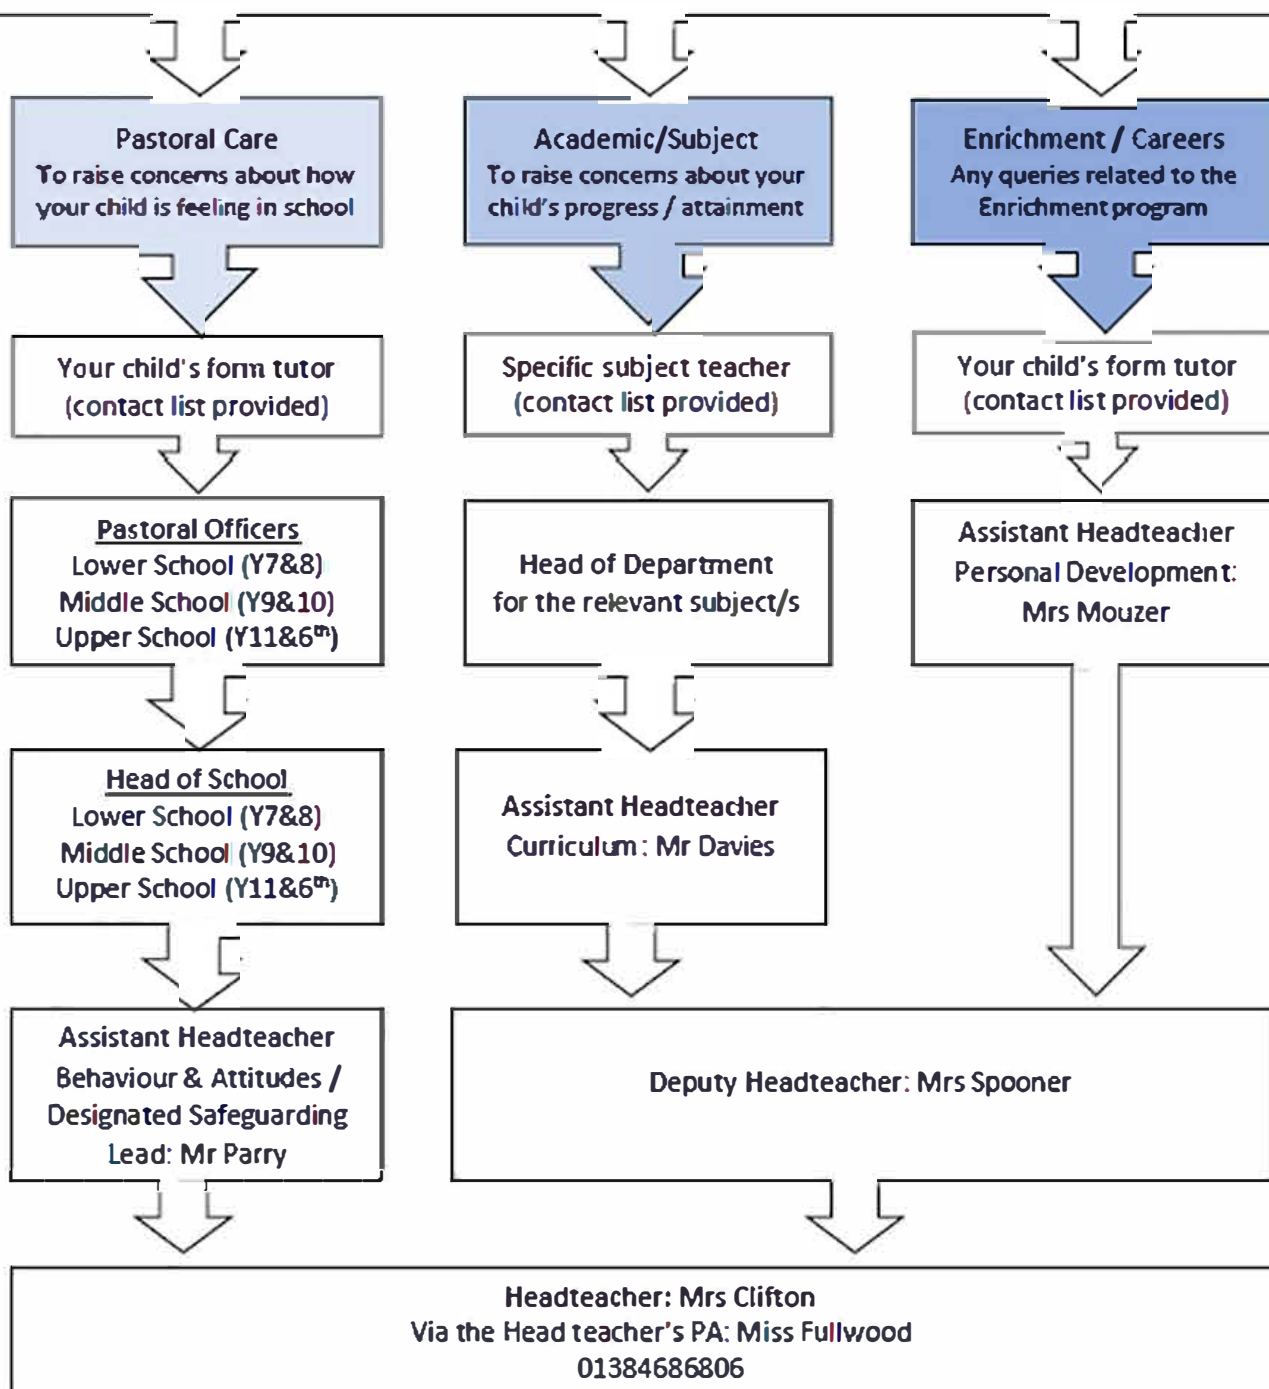 Pastoral Care
To raise concerns about how
your child is feeling in school
Academic/Subject
To raise concerns about your
child's progress / attainment
Enrichment / Careers
Any queries related to the
Enrichment program
Your child's form tutor
(contact list provided)
Specific subject teacher
(contact list provided)
Your child's form tutor
(contact list provided)
Pastoral Officers
Lower School (Y7&8)
Middle School (Y9&10)
Upper School (Y11&6th)
Head of Department
for the relevant subject/s
Assistant Headteacher
Personal Development:
Mrs Mouzer
Head of School
Lower School (Y7&8)
Middle School (Y9&10)
Upper School (Y11&6th)
Assistant Headteacher
Curriculum: Mr Davies
Assistant Headteacher
Behaviour & Attitudes /
Designated Safeguarding
Lead: Mr Parry
Deputy Headteacher: Mrs Spooner
Headteacher: Mrs Clifton
Via the Head teacher's PA: Miss Fullwood
01384686806